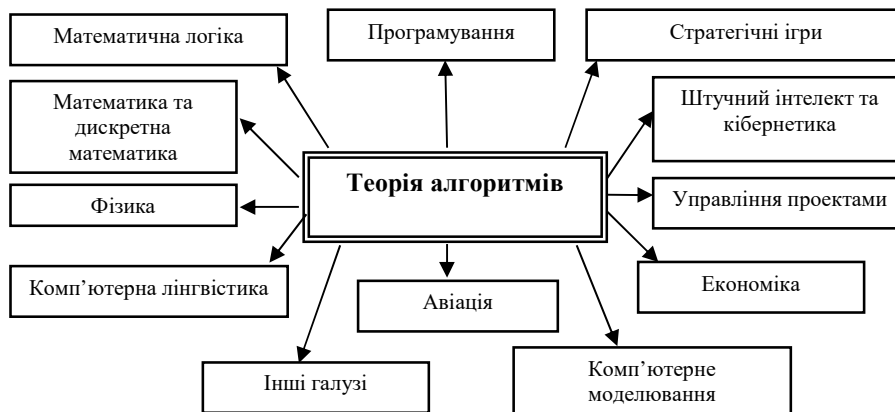 Математична логіка
Програмування
Стратегічні ігри
Математика та
дискретна
математика
Штучний інтелект та
кібернетика
Теорія алгоритмів
Фізика
Управління проектами
Комп’ютерна лінгвістика
Авіація
Економіка
Інші галузі
Комп’ютерне
моделювання